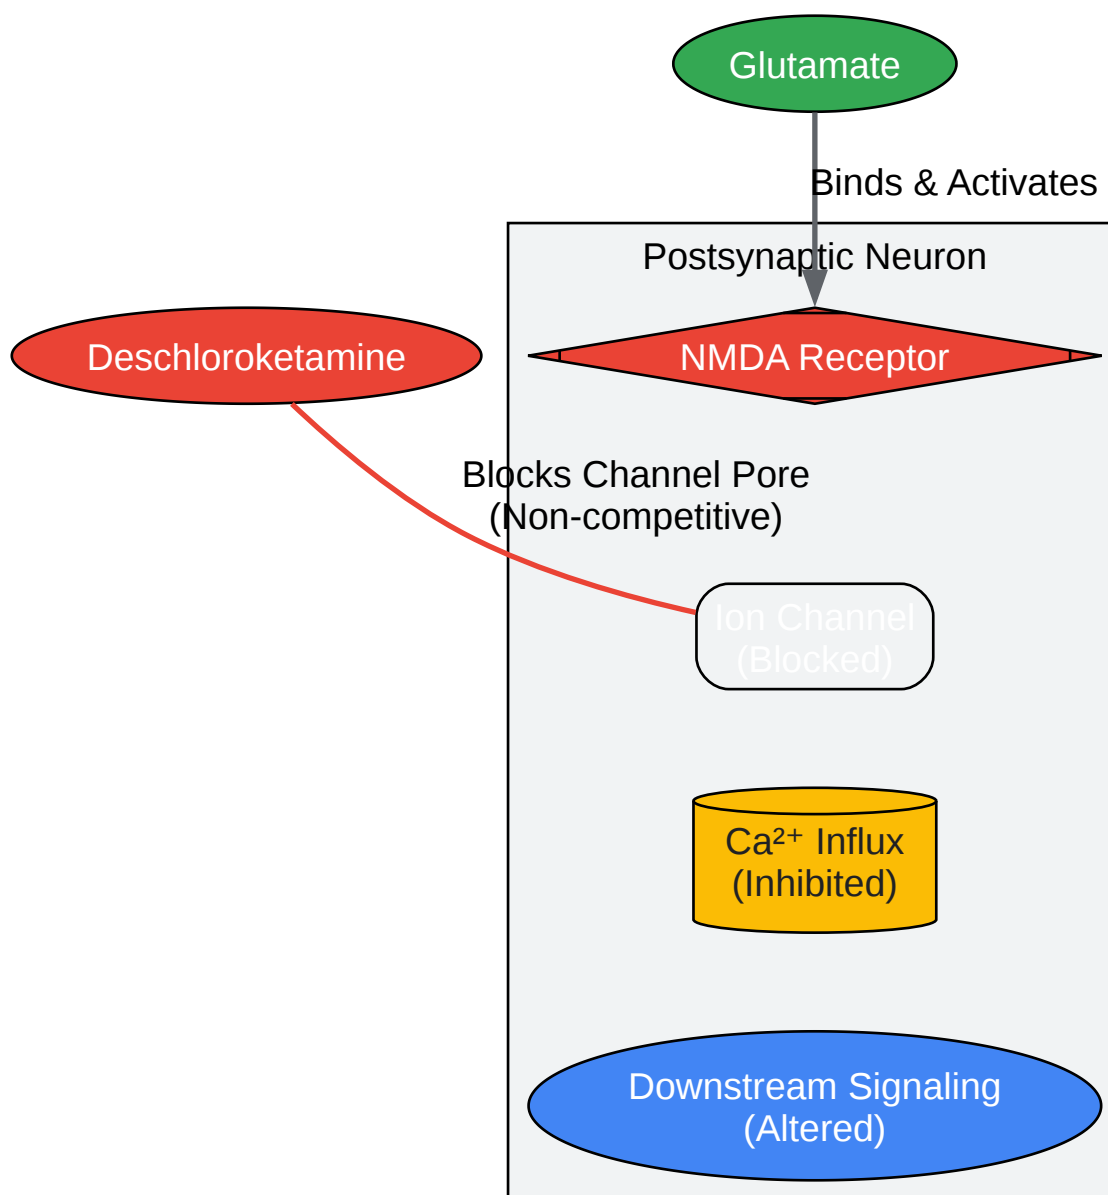 Glutamate
Binds & Activates
Postsynaptic Neuron
Deschloroketamine
NMDA Receptor
Blocks Channel Pore
(Non-competitive)
Ion Channel
(Blocked)
Ca²⁺ Influx
(Inhibited)
Downstream Signaling
(Altered)